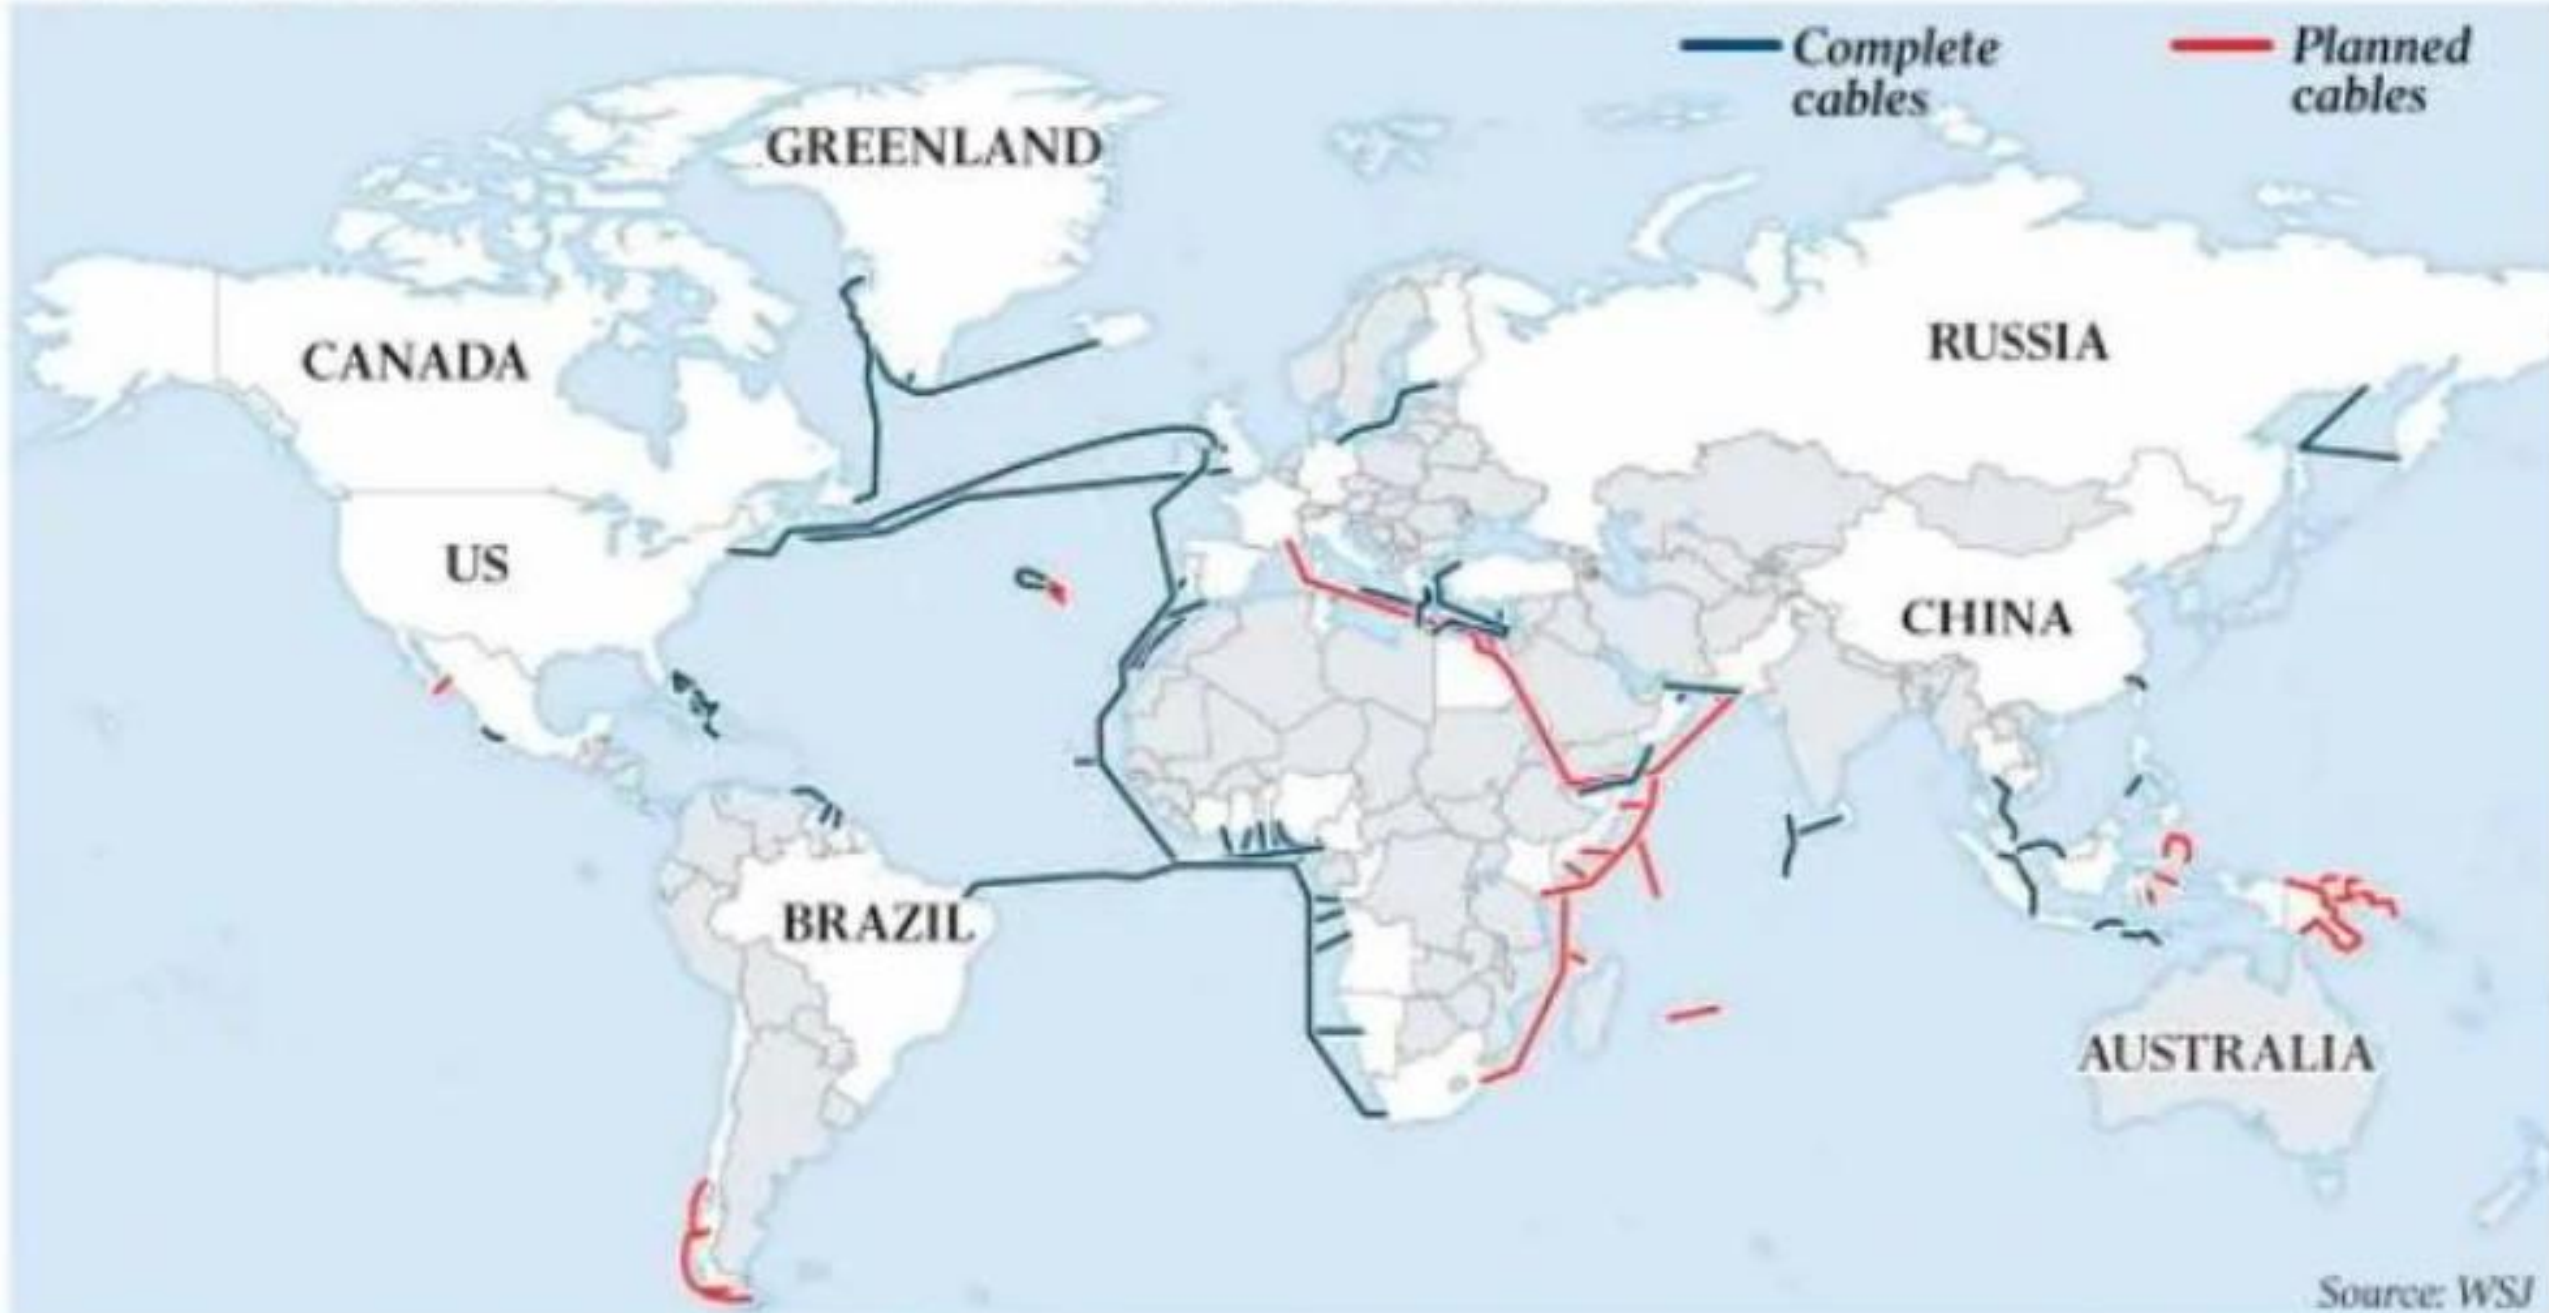 Complete
cables
Planned
cables
GREENLAND
CANADA
RUSSIA
US
CHINA
BRAZIL
AUSTRALIA
Source: WSJ